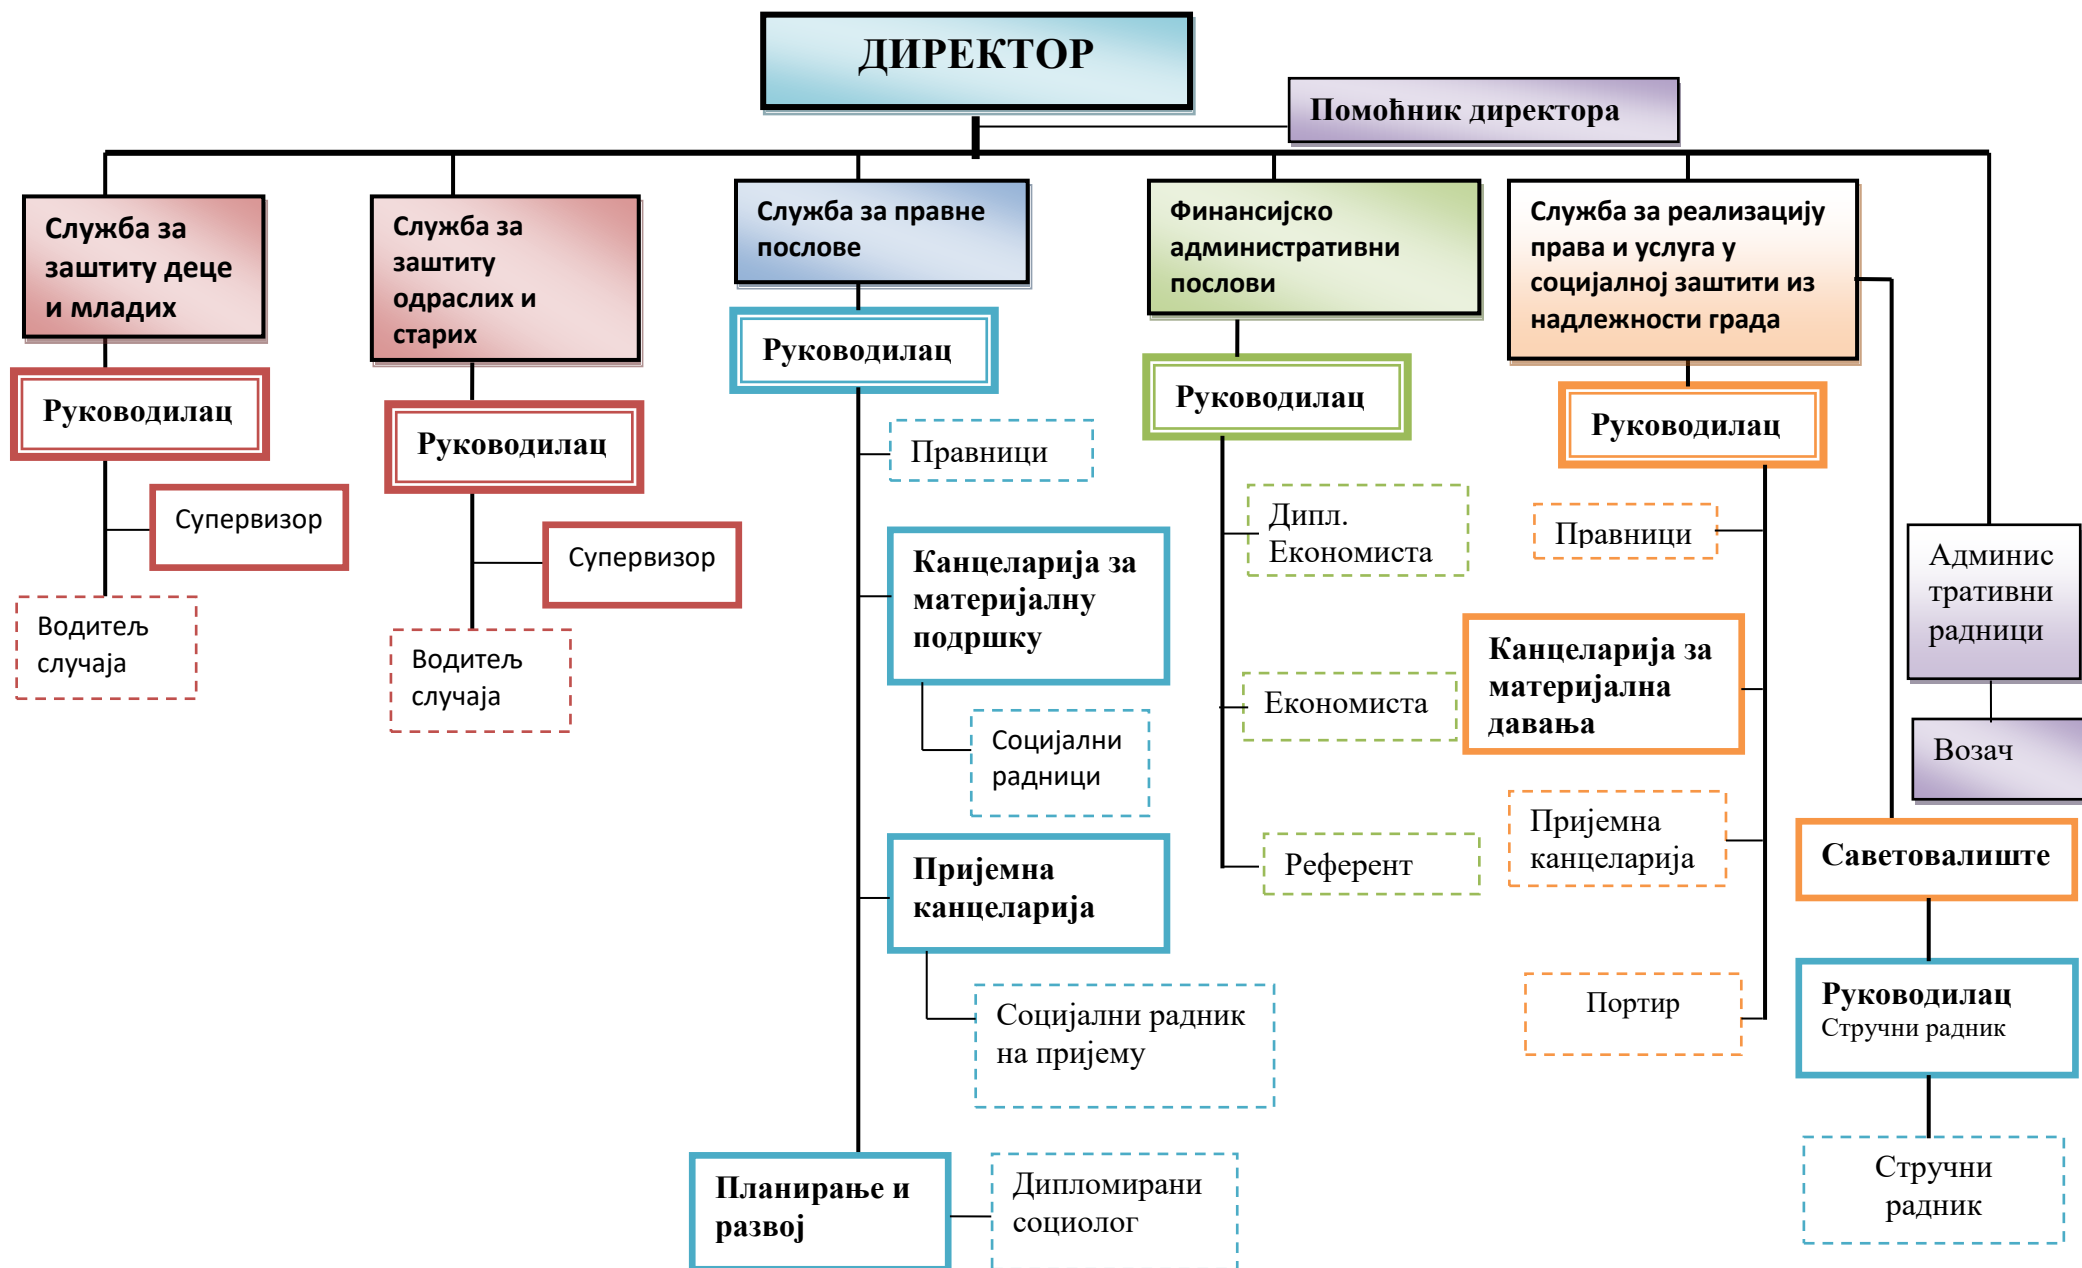 ДИРЕКТОР
Помоћник директора
Служба за
заштиту деце
и младих
Руководилац
Супервизор
Водитељ
случаја
Служба за
заштиту
одраслих и
старих
Руководилац
Супервизор
Водитељ
случаја
Служба за правне
послове
Руководилац
Правници
Канцеларија за
материјалну
подршку
Социјални
радници
Пријемна
канцеларија
Социјални радник
на пријему
Планирање и
развој
Дипломирани
социолог
Финансијско
административни
послови
Руководилац
Дипл.
Економиста
Економиста
Референт
Служба за реализацију
права и услуга у
социјалној заштити из
надлежности града
Руководилац
Правници
Канцеларија за
материјална
давања
Пријемна
канцеларија
Портир
Саветовалиште
Руководилац
Стручни радник
Стручни
радник
Админис
тративни
радници
Возач